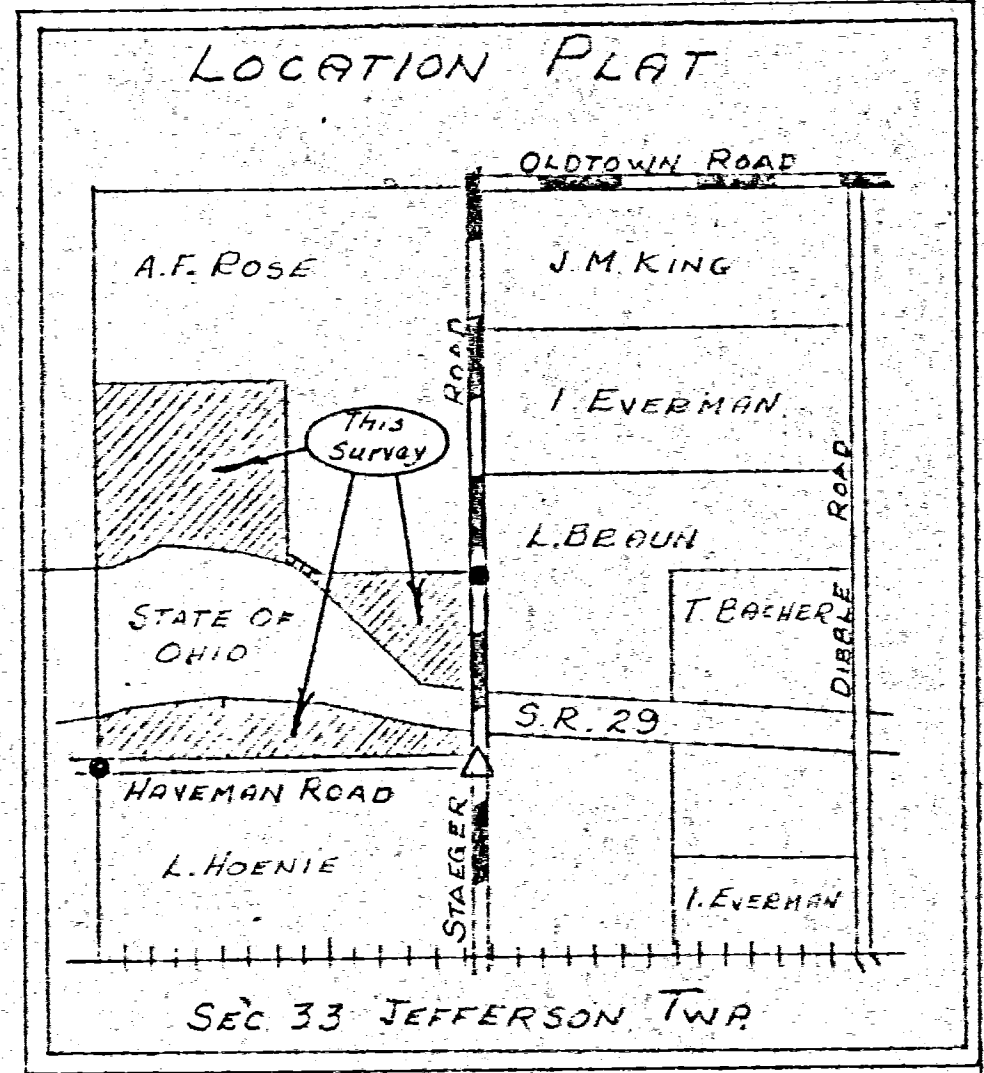 LOCATION PLAT
OLDTOWN ROAD
A.F. ROSE
J.M. KING
ROAD
I. EVERMAN
This
Survey
ROAD
L. BEAUN
STATE OF
OHIO
T. BACHER
DIBBLE
S.R. 29
HAVEMAN ROAD
STAEGER
L. HOENIE
I. EVERMAN
SEC. 33 JEFFERSON TWP.